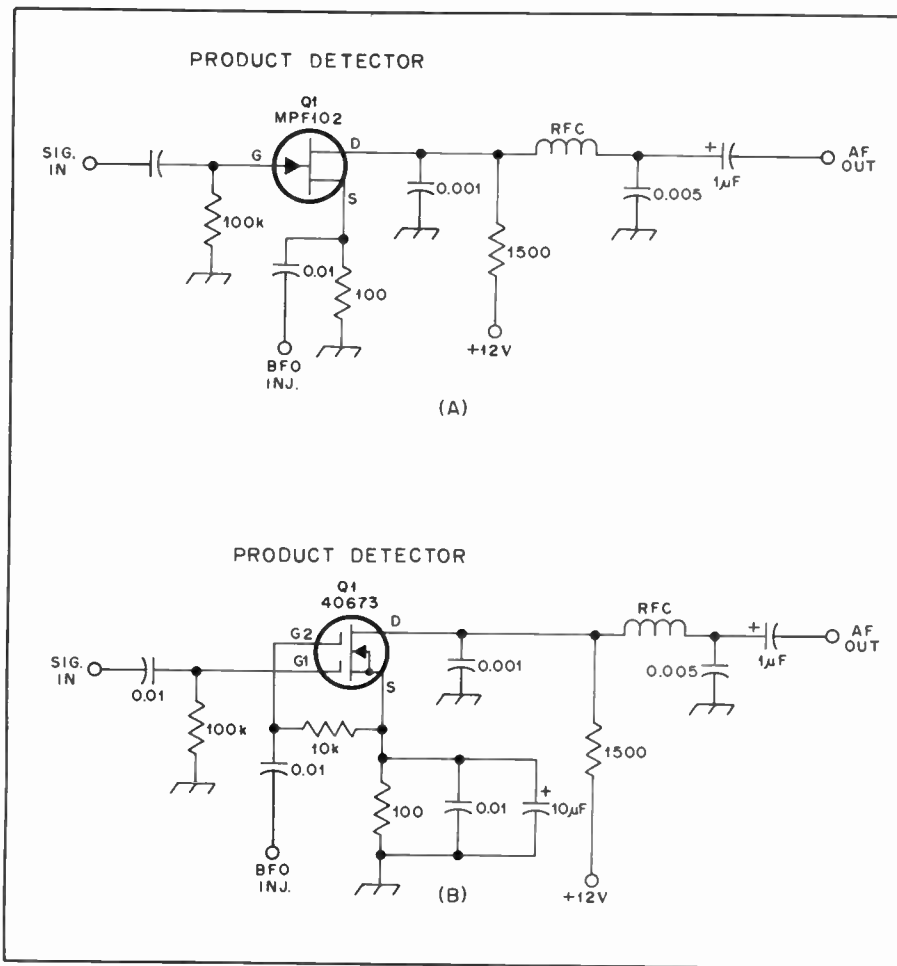 PRODUCT DETECTOR
Q1
MPF102
SIG.
IN
G
D
S
100k
0.01
100
BFO
INJ.
0.001
1500
+12V
RFC
0.005
+
1µF
AF
OUT
(A)
PRODUCT DETECTOR
Q1
40673
SIG.
IN
0.01
G2
G1
D
S
100k
10k
0.01
BFO
INJ.
100
0.01
+
10µF
0.001
1500
+12V
RFC
0.005
+
1µF
AF
OUT
(B)